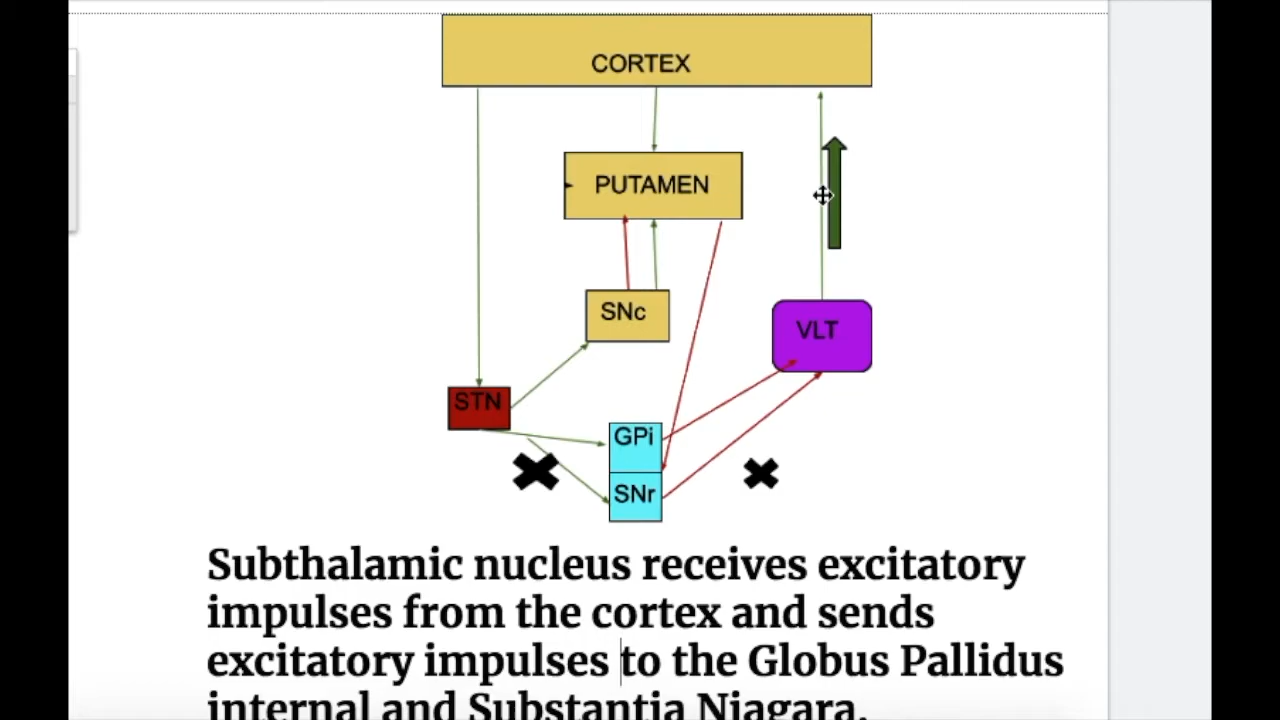 CORTEX
PUTAMEN
SNc
VLT
STN
GPi
SNr
Subthalamic nucleus receives excitatory
impulses from the cortex and sends
excitatory impulses to the Globus Pallidus
internal and Substantia Niagara.